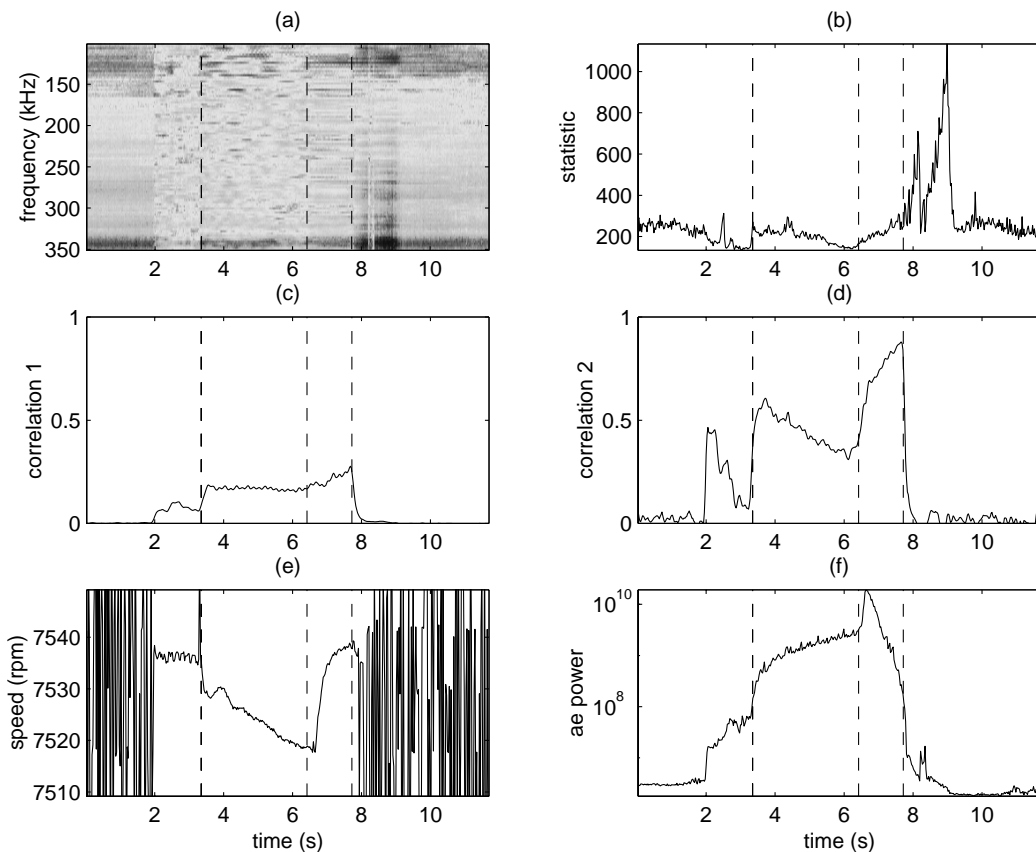 (a)
frequency (kHz)
150
200
250
300
350
2 4 6 8 10
(b)
statistic
1000
800
600
400
200
2 4 6 8 10
(c)
correlation 1
1
0.5
0
2 4 6 8 10
(d)
correlation 2
1
0.5
0
2 4 6 8 10
(e)
speed (rpm)
7540
7530
7520
7510
2 4 6 8 10
time (s)
(f)
ae power
10^10
10^8
2 4 6 8 10
time (s)